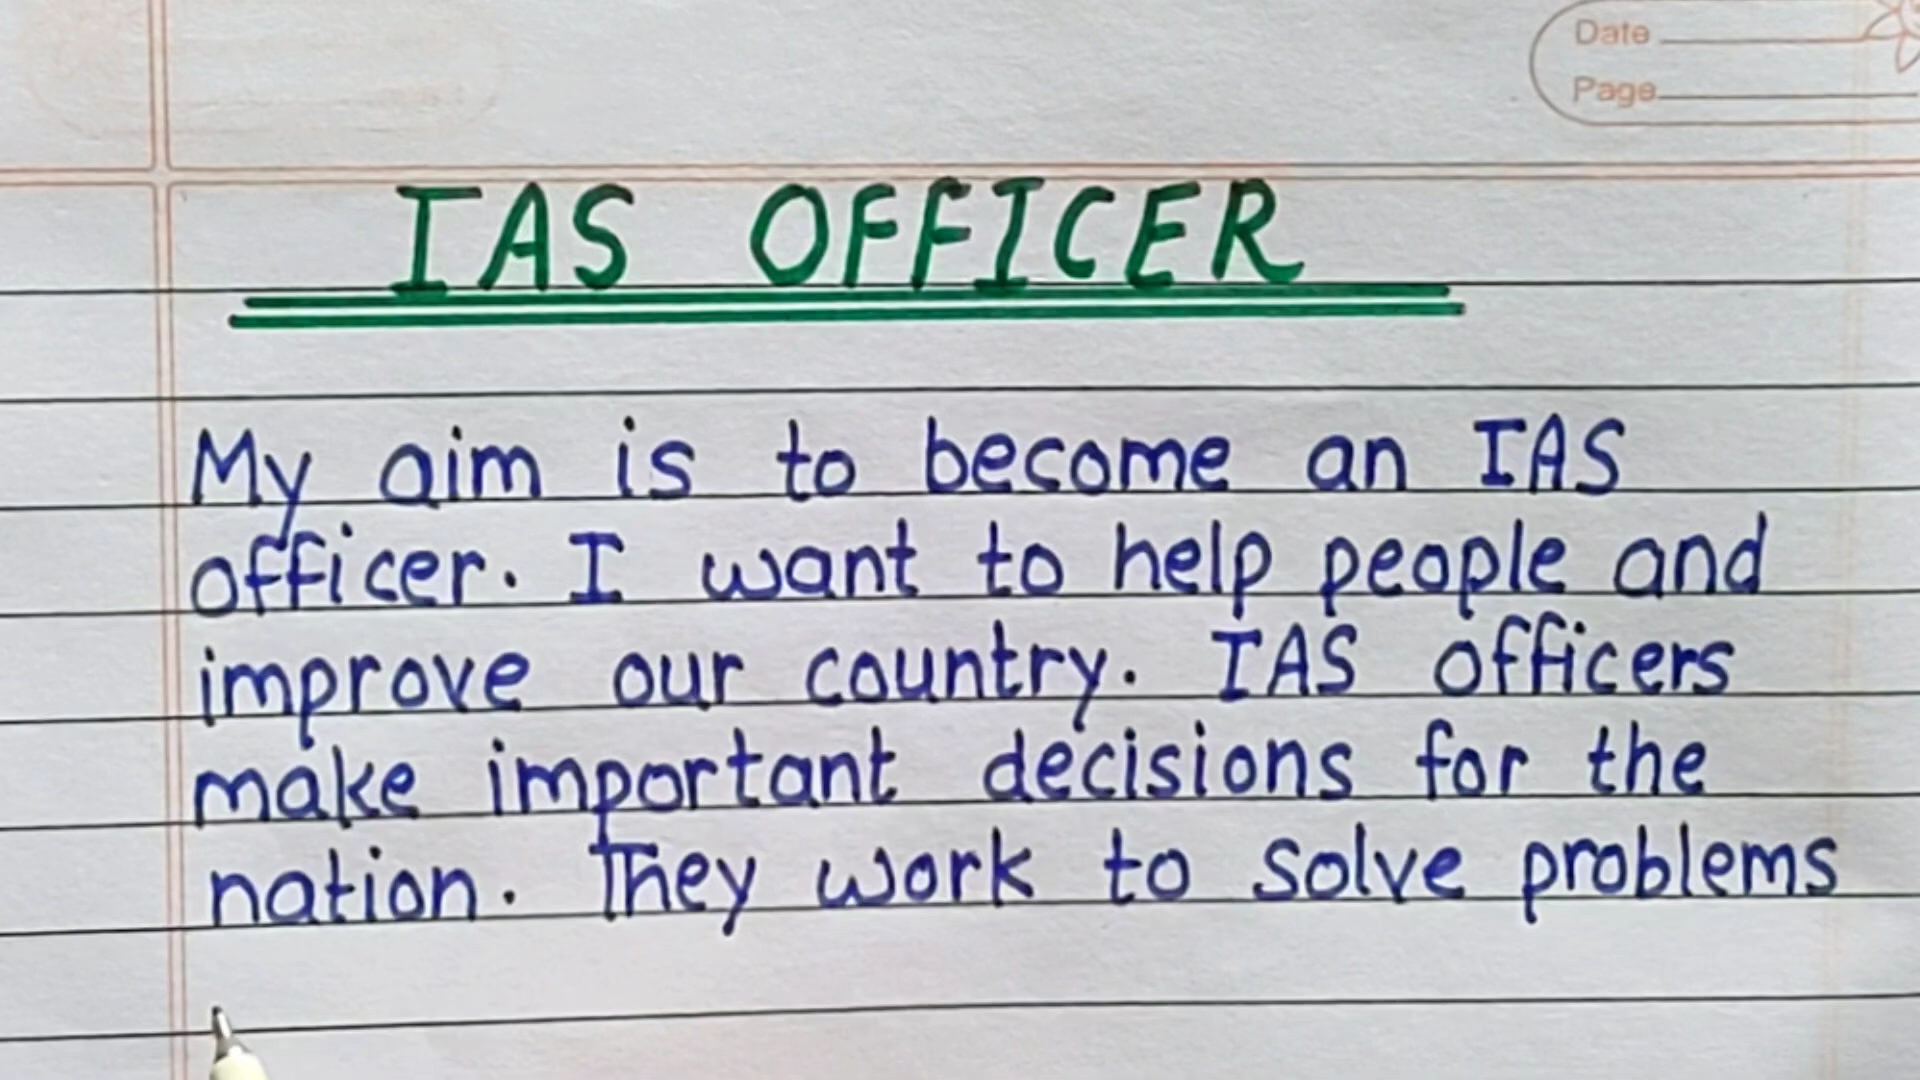 Date
Page
IAS OFFICER
My aim is to become an IAS
officer. I want to help people and
improve our country. IAS officers
make important decisions for the
nation. They work to solve problems